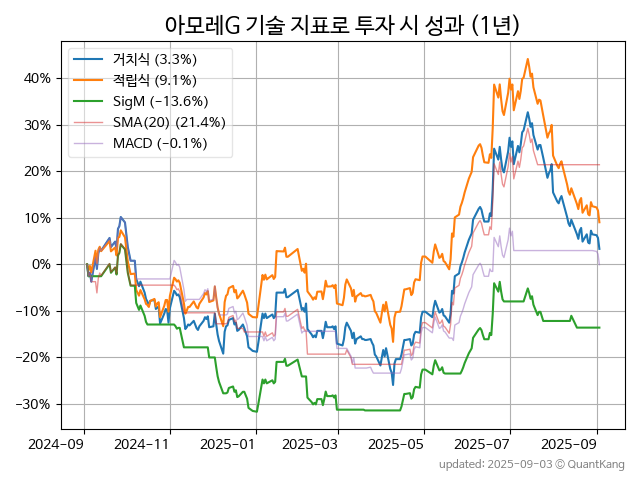 아모레G 기술 지표로 투자 시 성과 (1년)
거치식 (3.3%)
적립식 (9.1%)
SigM (−13.6%)
SMA(20) (21.4%)
MACD (−0.1%)
40%
30%
20%
10%
0%
−10%
−20%
−30%
2024-09 2024-11 2025-01 2025-03 2025-05 2025-07 2025-09
updated: 2025-09-03 © QuantKang